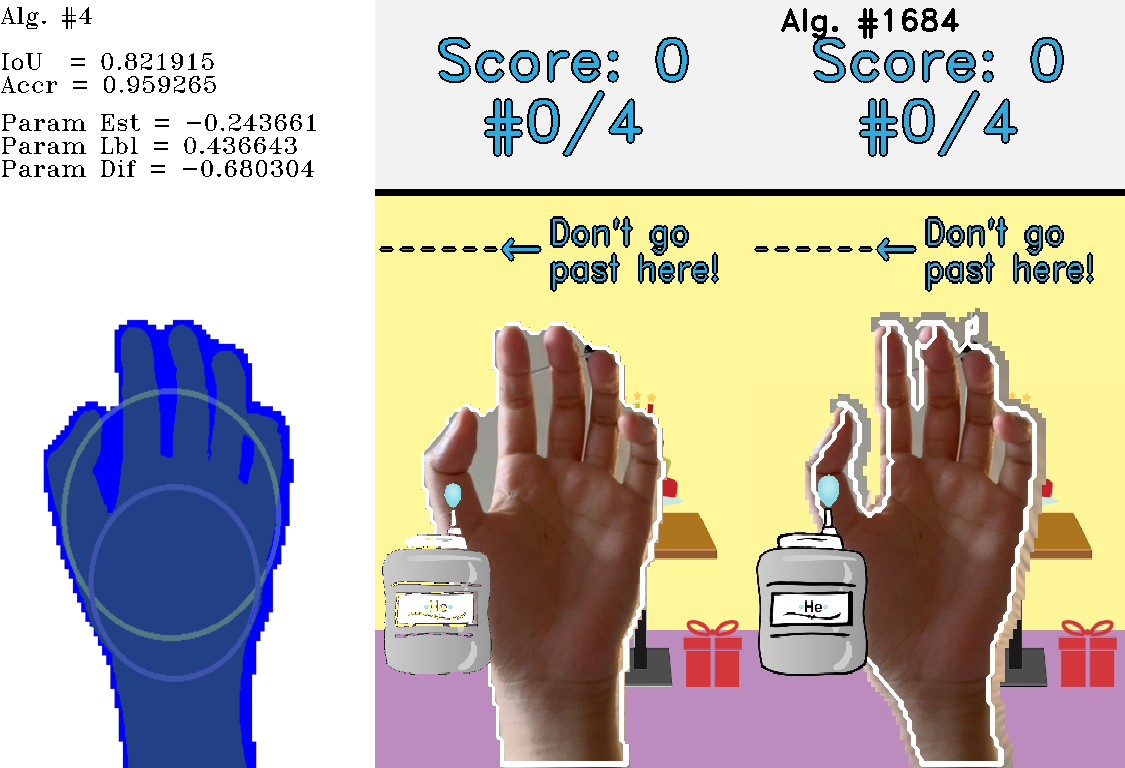 Alg. #4
IoU = 0.821915
Accr = 0.959265
Param Est = -0.243661
Param Lbl = 0.436643
Param Dif = -0.680304
Score: 0
#0/4
Don't go
past here!
Alg. #1684
Score: 0
#0/4
Don't go
past here!
He
He